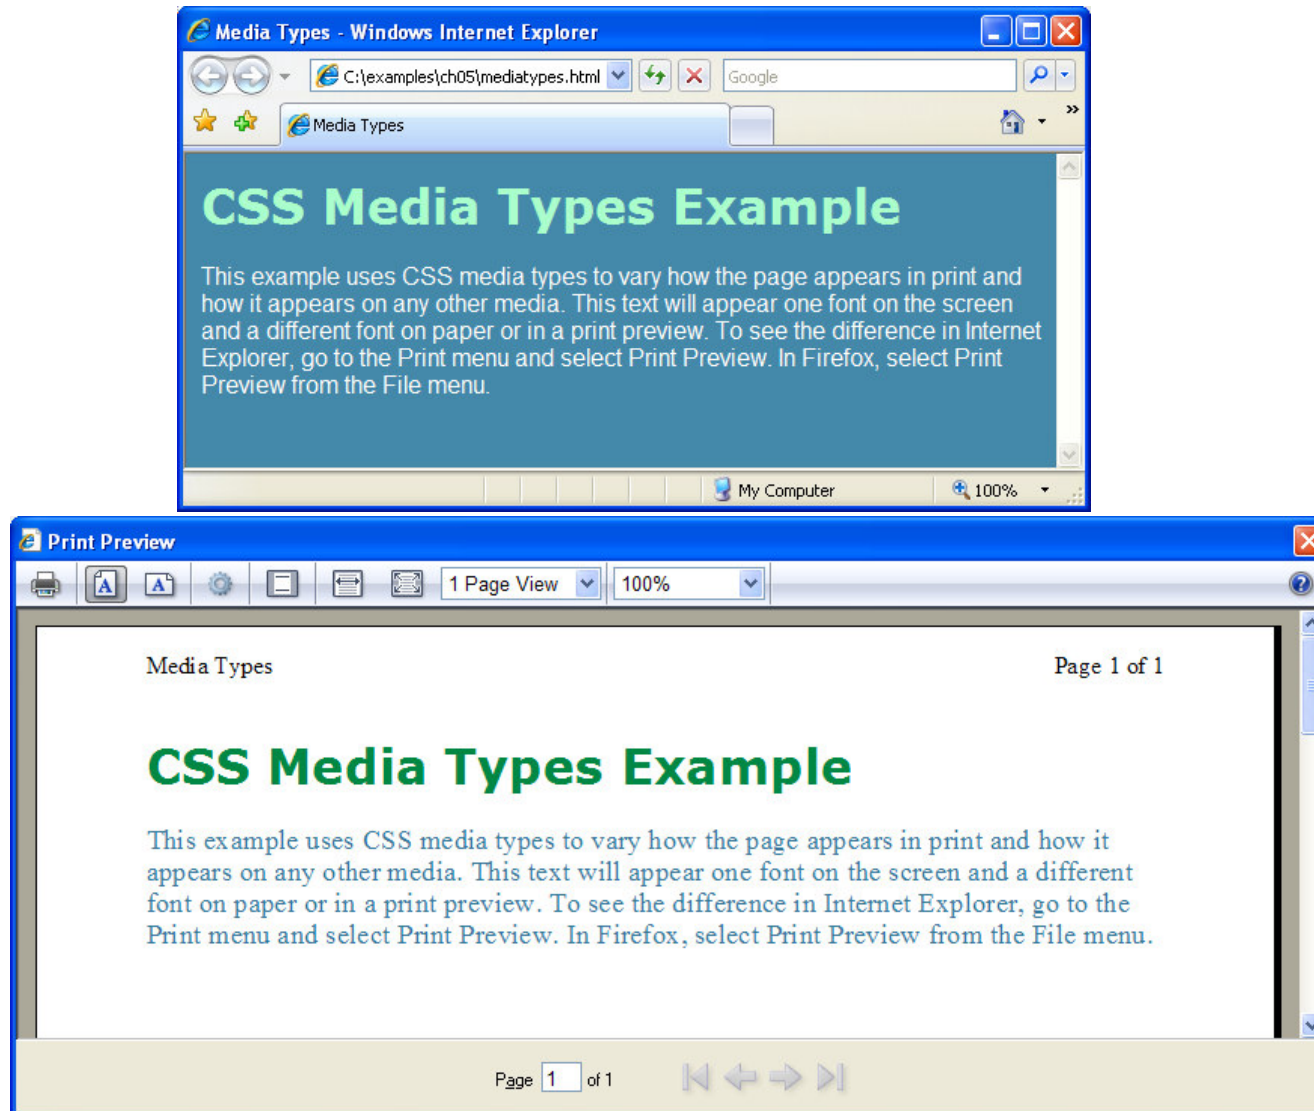 Media Types - Windows Internet Explorer
C:\examples\ch05\mediatypes.html Google
Media Types »
CSS Media Types Example
This example uses CSS media types to vary how the page appears in print and
how it appears on any other media. This text will appear one font on the screen
and a different font on paper or in a print preview. To see the difference in Internet
Explorer, go to the Print menu and select Print Preview. In Firefox, select Print
Preview from the File menu.
My Computer 100%
Print Preview
A A 1 Page View 100% ?
Media Types Page 1 of 1
CSS Media Types Example
This example uses CSS media types to vary how the page appears in print and how it
appears on any other media. This text will appear one font on the screen and a different
font on paper or in a print preview. To see the difference in Internet Explorer, go to the
Print menu and select Print Preview. In Firefox, select Print Preview from the File menu.
Page 1 of 1